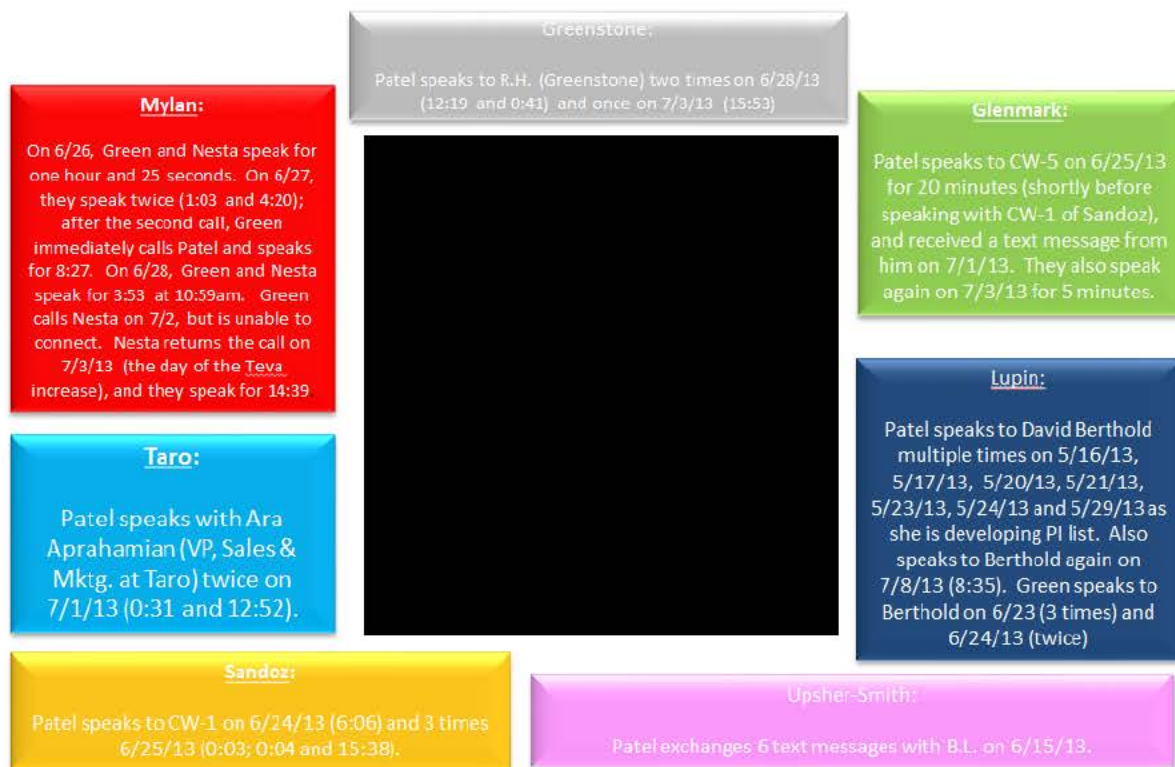 Greenstone:
Patel speaks to R.H. (Greenstone) two times on 6/28/13
(12:19 and 0:41) and once on 7/3/13 (15:53)
Mylan:
On 6/26, Green and Nesta speak for
one hour and 25 seconds. On 6/27,
they speak twice (1:03 and 4:20);
after the second call, Green
immediately calls Patel and speaks
for 8:27. On 6/28, Green and Nesta
speak for 3:53 at 10:59am. Green
calls Nesta on 7/2, but is unable to
connect. Nesta returns the call on
7/3/13 (the day of the Teva
increase), and they speak for 14:39.
Glenmark:
Patel speaks to CW-5 on 6/25/13
for 20 minutes (shortly before
speaking with CW-1 of Sandoz),
and received a text message from
him on 7/1/13. They also speak
again on 7/3/13 for 5 minutes.
Taro:
Patel speaks with Ara
Aprahamian (VP, Sales &
Mktg. at Taro) twice on
7/1/13 (0:31 and 12:52).
Lupin:
Patel speaks to David Berthold
multiple times on 5/16/13,
5/17/13, 5/20/13, 5/21/13,
5/23/13, 5/24/13 and 5/29/13 as
she is developing PI list. Also
speaks to Berthold again on
7/8/13 (8:35). Green speaks to
Berthold on 6/23 (3 times) and
6/24/13 (twice)
Sandoz:
Patel speaks to CW-1 on 6/24/13 (6:06) and 3 times
6/25/13 (0:03; 0:04 and 15:38).
Upsher-Smith:
Patel exchanges 6 text messages with B.L. on 6/15/13.